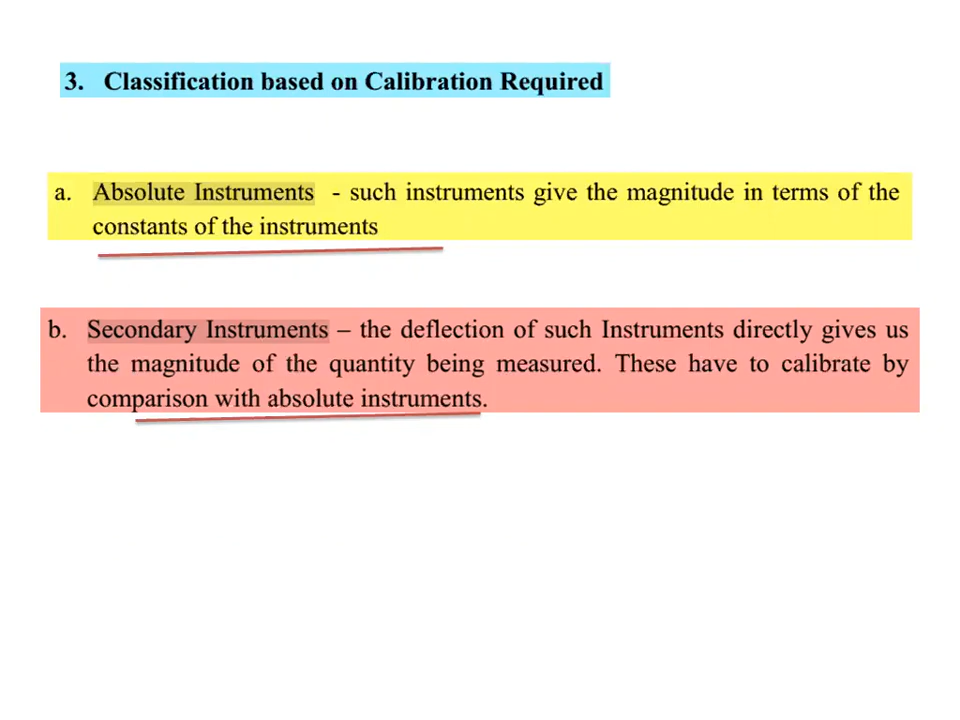 3. Classification based on Calibration Required
a. Absolute Instruments - such instruments give the magnitude in terms of the
constants of the instruments
b. Secondary Instruments – the deflection of such Instruments directly gives us
the magnitude of the quantity being measured. These have to calibrate by
comparison with absolute instruments.